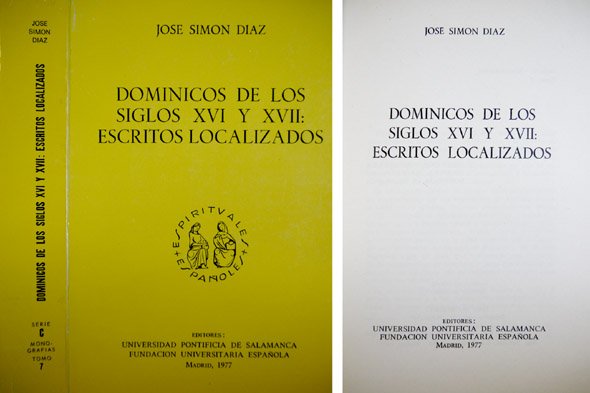 JOSE
SIMON
DIAZ
DOMINICOS DE LOS SIGLOS XVI Y XVII: ESCRITOS LOCALIZADOS
SERIE
C
MONO-
GRAFIAS
TOMO
7
JOSE SIMON DIAZ
DOMINICOS DE LOS
SIGLOS XVI Y XVII:
ESCRITOS LOCALIZADOS
ESPIRITVALES
ESPAÑOLES
EDITORES:
UNIVERSIDAD PONTIFICIA DE SALAMANCA
FUNDACION UNIVERSITARIA ESPAÑOLA
MADRID, 1977
JOSE SIMON DIAZ
DOMINICOS DE LOS
SIGLOS XVI Y XVII:
ESCRITOS LOCALIZADOS
EDITORES:
UNIVERSIDAD PONTIFICIA DE SALAMANCA
FUNDACION UNIVERSITARIA ESPAÑOLA
MADRID, 1977